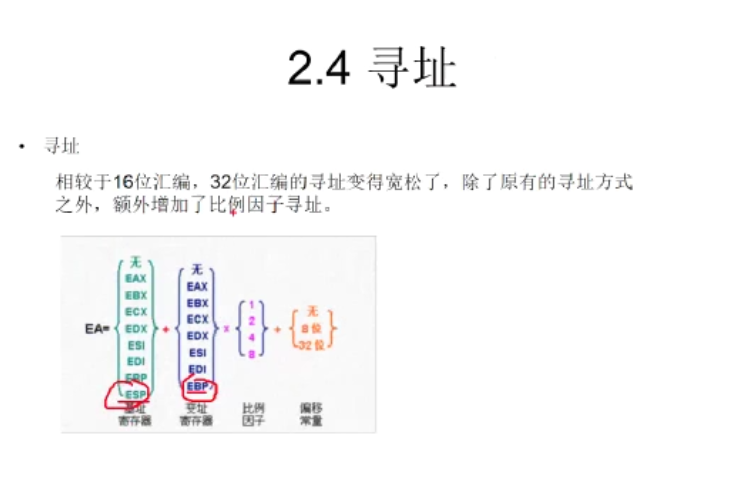 2.4 寻址
• 寻址
相较于16位汇编，32位汇编的寻址变得宽松了，除了原有的寻址方式
之外，额外增加了比例因子寻址。
EA=
无
EAX
EBX
ECX
EDX
ESI
EDI
EBP
ESP
+
无
EAX
EBX
ECX
EDX
ESI
EDI
EBP
x
1
2
4
8
+
无
8 位
32 位
基址
寄存器
变址
寄存器
比例
因子
偏移
常量